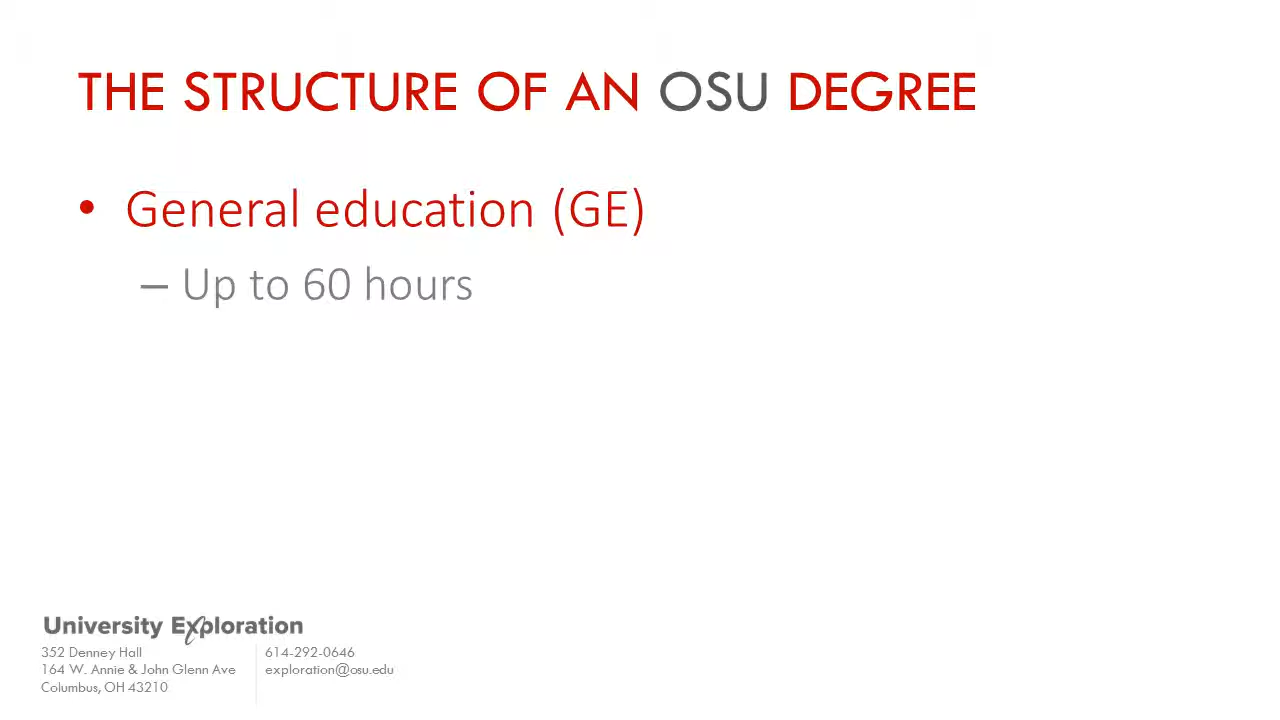 THE STRUCTURE OF AN OSU DEGREE
• General education (GE)
– Up to 60 hours
University Exploration
352 Denney Hall
164 W. Annie & John Glenn Ave
Columbus, OH 43210
614-292-0646
exploration@osu.edu